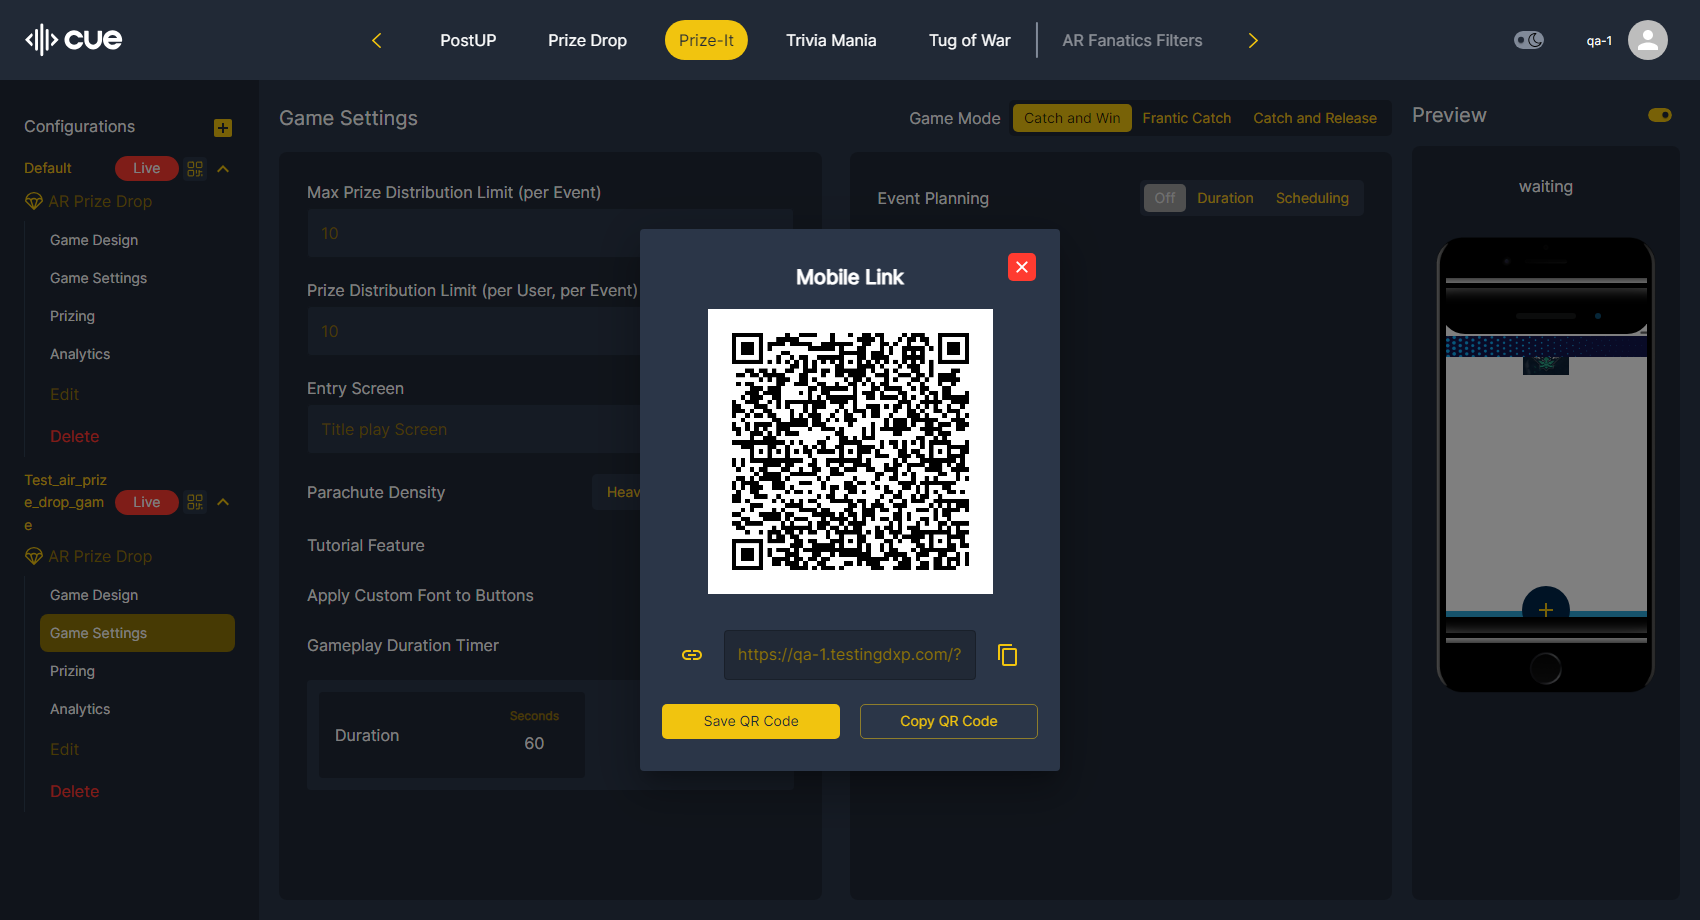 cue
PostUP
Prize Drop
Prize-It
Trivia Mania
Tug of War
AR Fanatics Filters
qa-1
Configurations
Default
Live
AR Prize Drop
Game Design
Game Settings
Prizing
Analytics
Edit
Delete
Test_air_priz
e_drop_gam
e
Live
AR Prize Drop
Game Design
Game Settings
Prizing
Analytics
Edit
Delete
Game Settings
Game Mode
Catch and Win
Frantic Catch
Catch and Release
Max Prize Distribution Limit (per Event)
10
Prize Distribution Limit (per User, per Event)
10
Entry Screen
Title play Screen
Parachute Density
Heav
Tutorial Feature
Apply Custom Font to Buttons
Gameplay Duration Timer
Duration
Seconds
60
Event Planning
Off
Duration
Scheduling
Mobile Link
https://qa-1.testingdxp.com/?
Save QR Code
Copy QR Code
Preview
waiting